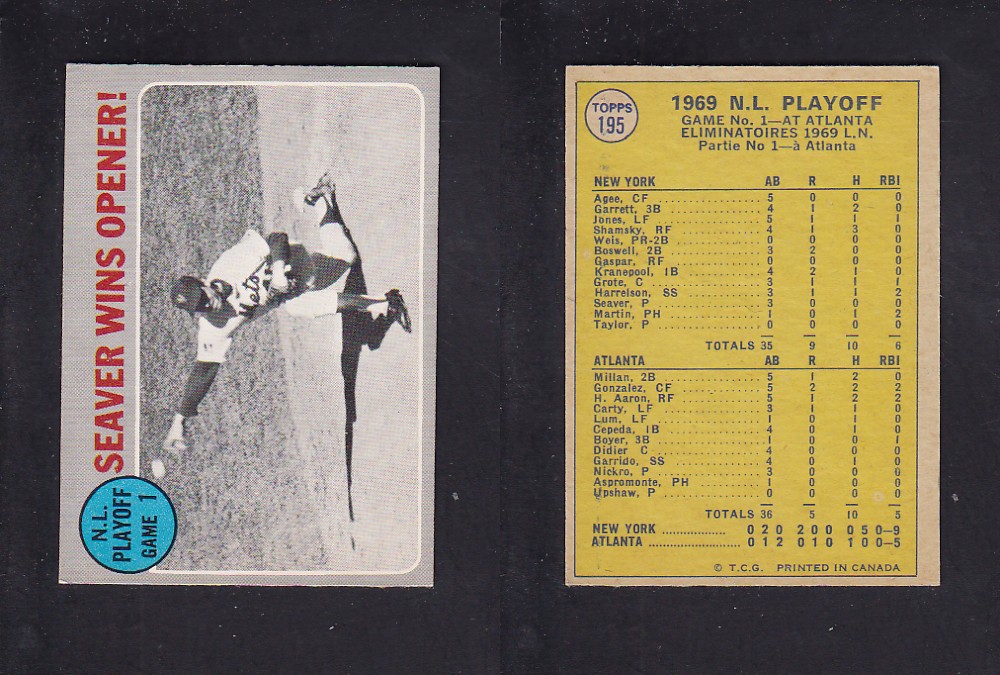 SEAVER WINS OPENER!
N.L.
PLAYOFF
GAME 1
Mets
TOPPS
195
1969 N.L. PLAYOFF
GAME No. 1—AT ATLANTA
ELIMINATOIRES 1969 L.N.
Partie No 1—à Atlanta
NEW YORK AB R H RBI
Agee, CF 5 0 0 0
Garrett, 3B 4 1 2 0
Jones, LF 5 1 1 1
Shamsky, RF 4 1 3 0
Weis, PR-2B 0 0 0 0
Boswell, 2B 3 2 0 0
Gaspar, RF 0 0 0 0
Kranepool, 1B 4 2 1 0
Grote, C 3 1 1 1
Harrelson, SS 3 1 1 2
Seaver, P 3 0 0 0
Martin, PH 1 0 1 2
Taylor, P 0 0 0 0
TOTALS 35 9 10 6
ATLANTA AB R H RBI
Millan, 2B 5 1 2 0
Gonzalez, CF 5 2 2 2
H. Aaron, RF 5 1 2 2
Carty, LF 3 1 1 0
Lum, LF 1 0 1 0
Cepeda, 1B 4 0 1 0
Boyer, 3B 1 0 0 1
Didier C 4 0 0 0
Garrido, SS 4 0 1 0
Nickro, P 3 0 0 0
Aspromonte, PH 1 0 0 0
Upshaw, P 0 0 0 0
TOTALS 36 5 10 5
NEW YORK 0 2 0 2 0 0 0 5 0—9
ATLANTA 0 1 2 0 1 0 1 0 0—5
© T.C.G. PRINTED IN CANADA